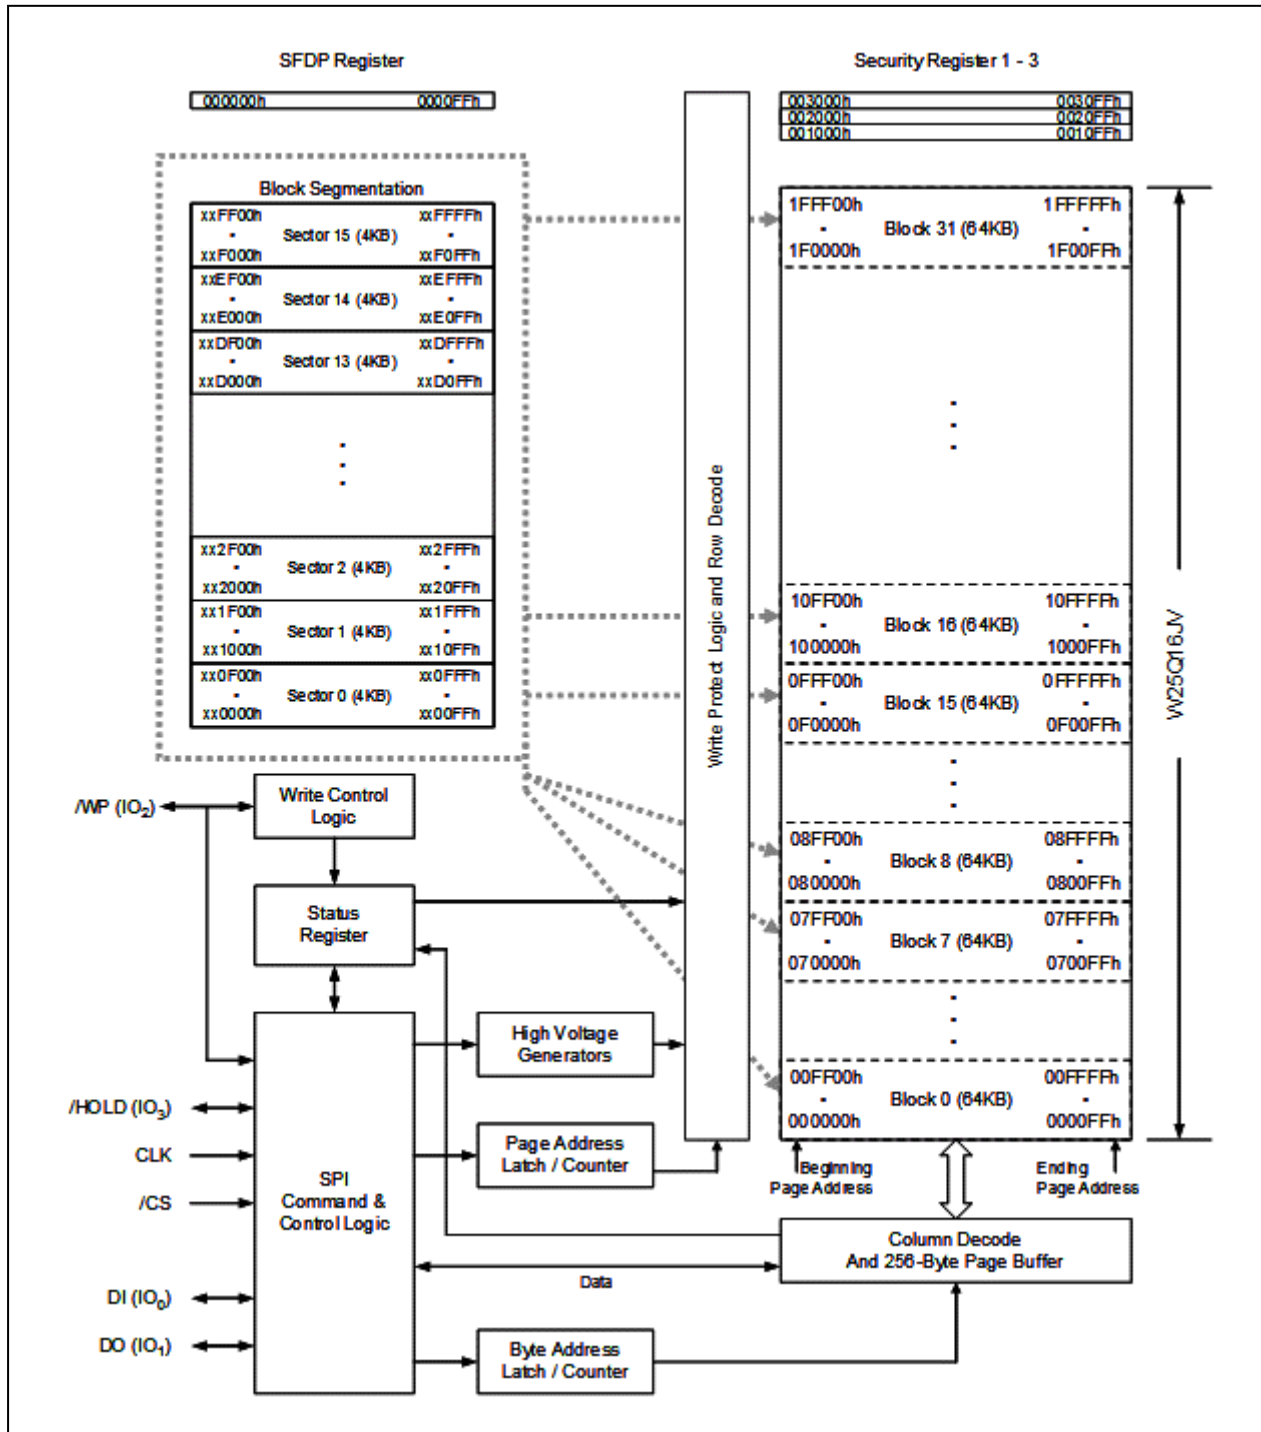 SFDP Register
000000h 0000FFh
Security Register 1 - 3
003000h 0030FFh
002000h 0020FFh
001000h 0010FFh
Block Segmentation
xxFF00h xxFFFFh
- Sector 15 (4KB) -
xxF000h xxF0FFh
xxEF00h xxEFFFh
- Sector 14 (4KB) -
xxE000h xxE0FFh
xxDF00h xxDFFFh
- Sector 13 (4KB) -
xxD000h xxD0FFh
xx2F00h xx2FFFh
- Sector 2 (4KB) -
xx2000h xx20FFh
xx1F00h xx1FFFh
- Sector 1 (4KB) -
xx1000h xx10FFh
xx0F00h xx0FFFh
- Sector 0 (4KB) -
xx0000h xx00FFh
Write Protect Logic and Row Decode
1FFF00h 1FFFFFh
- Block 31 (64KB) -
1F0000h 1F00FFh
10FF00h 10FFFFh
- Block 16 (64KB) -
100000h 1000FFh
0FFF00h 0FFFFFh
- Block 15 (64KB) -
0F0000h 0F00FFh
08FF00h 08FFFFh
- Block 8 (64KB) -
080000h 0800FFh
07FF00h 07FFFFh
- Block 7 (64KB) -
070000h 0700FFh
00FF00h 00FFFFh
- Block 0 (64KB) -
000000h 0000FFh
W25Q16JV
/WP (IO2)
Write Control
Logic
Status
Register
High Voltage
Generators
/HOLD (IO3)
CLK
/CS
DI (IO0)
DO (IO1)
SPI
Command &
Control Logic
Page Address
Latch / Counter
Beginning
Page Address
Ending
Page Address
Column Decode
And 256-Byte Page Buffer
Data
Byte Address
Latch / Counter